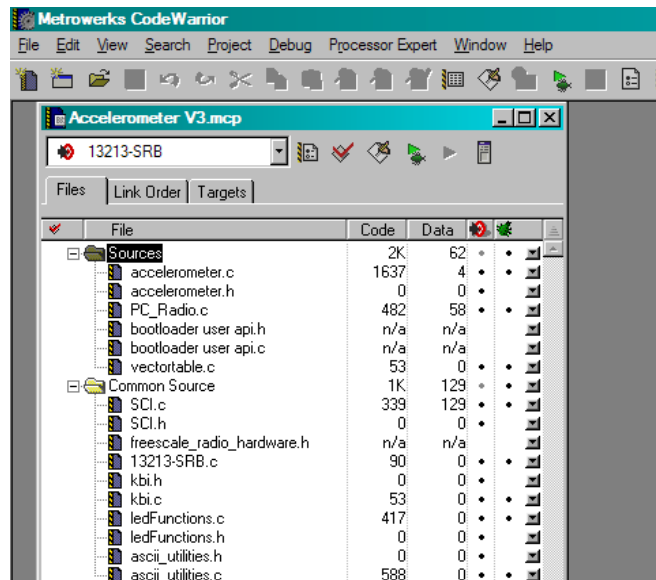 Metrowerks CodeWarrior
File Edit View Search Project Debug Processor Expert Window Help
Accelerometer V3.mcp
13213-SRB
Files Link Order Targets
File Code Data
Sources 2K 62
accelerometer.c 1637 4
accelerometer.h 0 0
PC_Radio.c 482 58
bootloader user api.h n/a n/a
bootloader user api.c n/a n/a
vectortable.c 53 0
Common Source 1K 129
SCI.c 339 129
SCI.h 0 0
freescale_radio_hardware.h n/a n/a
13213-SRB.c 90 0
kbi.h 0 0
kbi.c 53 0
ledFunctions.c 417 0
ledFunctions.h 0 0
ascii_utilities.h 0 0
ascii_utilities.c 588 0